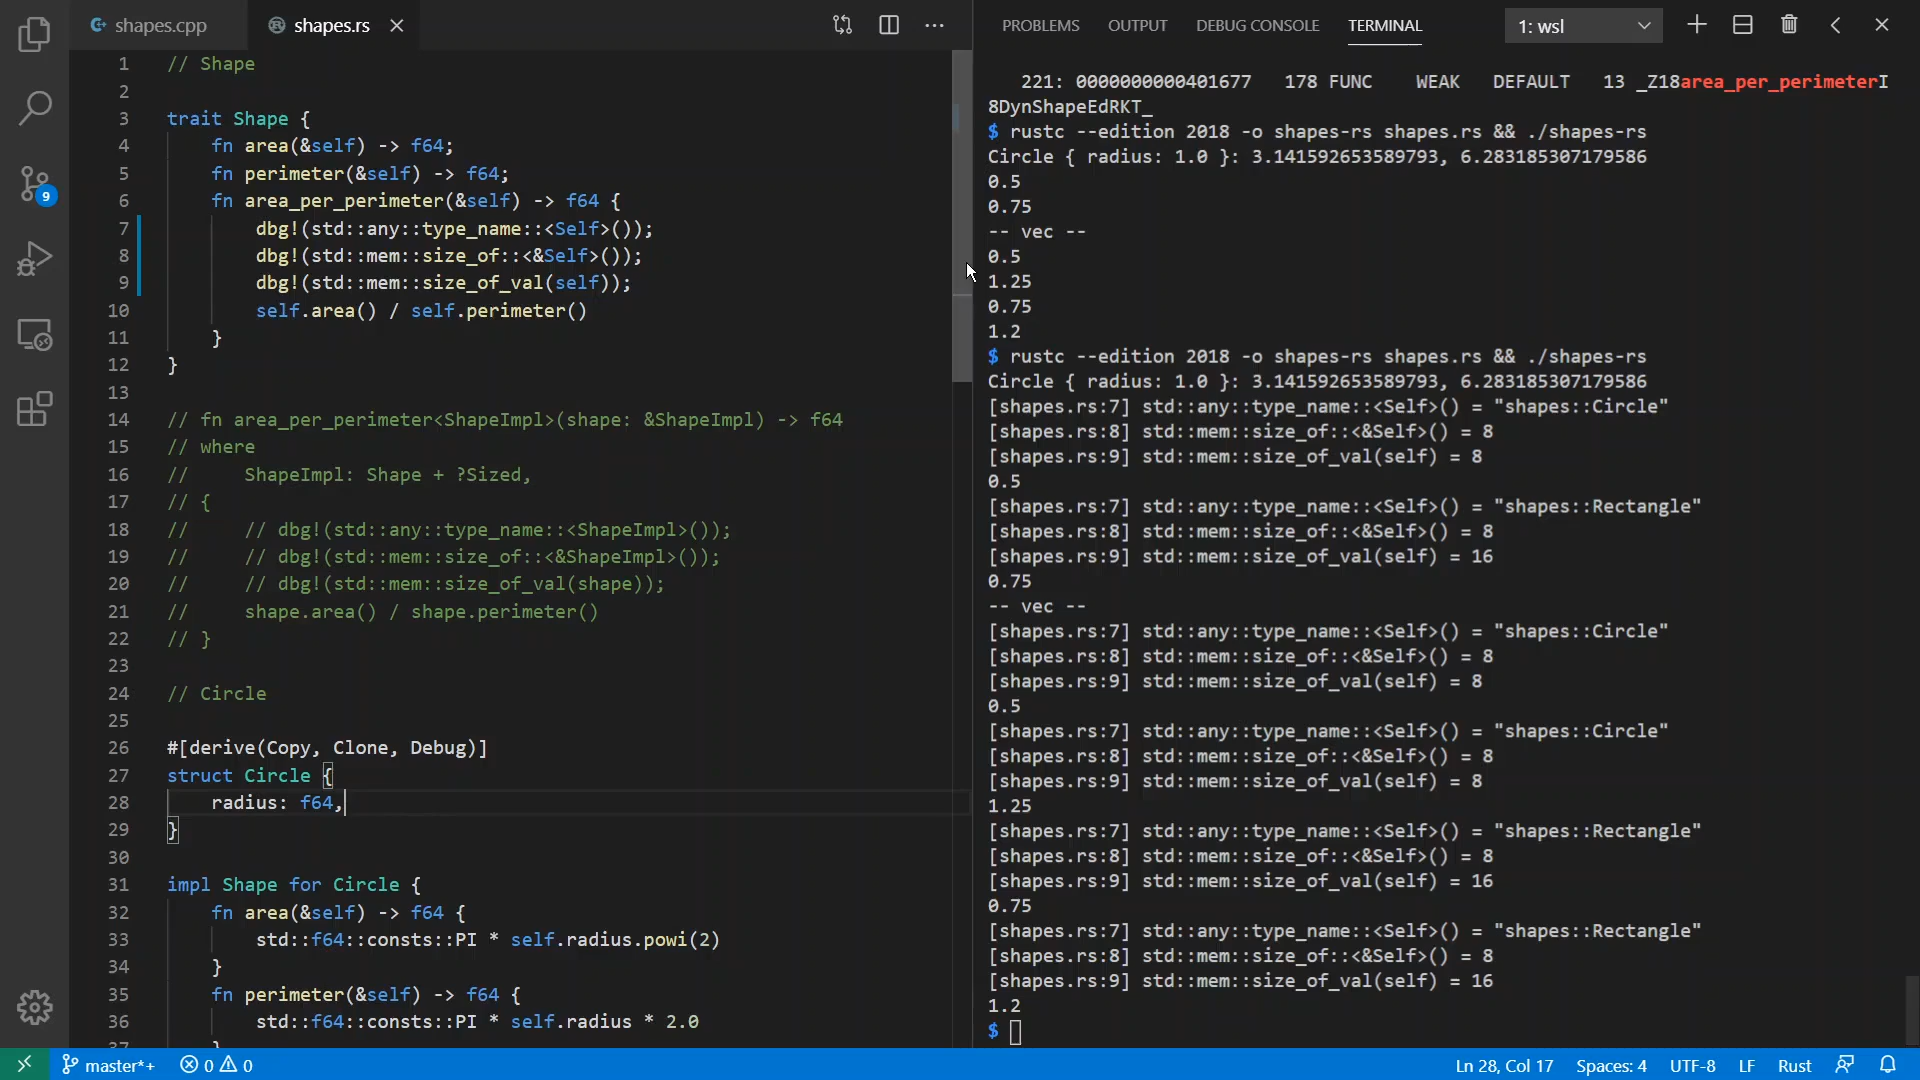 shapes.cpp
shapes.rs
1 // Shape
2
3 trait Shape {
4 fn area(&self) -> f64;
5 fn perimeter(&self) -> f64;
6 fn area_per_perimeter(&self) -> f64 {
7 dbg!(std::any::type_name::<Self>());
8 dbg!(std::mem::size_of::<&Self>());
9 dbg!(std::mem::size_of_val(self));
10 self.area() / self.perimeter()
11 }
12 }
13
14 // fn area_per_perimeter<ShapeImpl>(shape: &ShapeImpl) -> f64
15 // where
16 // ShapeImpl: Shape + ?Sized,
17 // {
18 // // dbg!(std::any::type_name::<ShapeImpl>());
19 // // dbg!(std::mem::size_of::<&ShapeImpl>());
20 // // dbg!(std::mem::size_of_val(shape));
21 // shape.area() / shape.perimeter()
22 // }
23
24 // Circle
25
26 #[derive(Copy, Clone, Debug)]
27 struct Circle {
28 radius: f64,
29 }
30
31 impl Shape for Circle {
32 fn area(&self) -> f64 {
33 std::f64::consts::PI * self.radius.powi(2)
34 }
35 fn perimeter(&self) -> f64 {
36 std::f64::consts::PI * self.radius * 2.0
37 }
PROBLEMS OUTPUT DEBUG CONSOLE TERMINAL 1: wsl
221: 0000000000401677 178 FUNC WEAK DEFAULT 13 _Z18area_per_perimeterI
8DynShapeEdRKT_
$ rustc --edition 2018 -o shapes-rs shapes.rs && ./shapes-rs
Circle { radius: 1.0 }: 3.141592653589793, 6.283185307179586
0.5
0.75
-- vec --
0.5
1.25
0.75
1.2
$ rustc --edition 2018 -o shapes-rs shapes.rs && ./shapes-rs
Circle { radius: 1.0 }: 3.141592653589793, 6.283185307179586
[shapes.rs:7] std::any::type_name::<Self>() = "shapes::Circle"
[shapes.rs:8] std::mem::size_of::<&Self>() = 8
[shapes.rs:9] std::mem::size_of_val(self) = 8
0.5
[shapes.rs:7] std::any::type_name::<Self>() = "shapes::Rectangle"
[shapes.rs:8] std::mem::size_of::<&Self>() = 8
[shapes.rs:9] std::mem::size_of_val(self) = 16
0.75
-- vec --
[shapes.rs:7] std::any::type_name::<Self>() = "shapes::Circle"
[shapes.rs:8] std::mem::size_of::<&Self>() = 8
[shapes.rs:9] std::mem::size_of_val(self) = 8
0.5
[shapes.rs:7] std::any::type_name::<Self>() = "shapes::Circle"
[shapes.rs:8] std::mem::size_of::<&Self>() = 8
[shapes.rs:9] std::mem::size_of_val(self) = 8
1.25
[shapes.rs:7] std::any::type_name::<Self>() = "shapes::Rectangle"
[shapes.rs:8] std::mem::size_of::<&Self>() = 8
[shapes.rs:9] std::mem::size_of_val(self) = 16
0.75
[shapes.rs:7] std::any::type_name::<Self>() = "shapes::Rectangle"
[shapes.rs:8] std::mem::size_of::<&Self>() = 8
[shapes.rs:9] std::mem::size_of_val(self) = 16
1.2
$
9
master*+ 0 0 Ln 28, Col 17 Spaces: 4 UTF-8 LF Rust